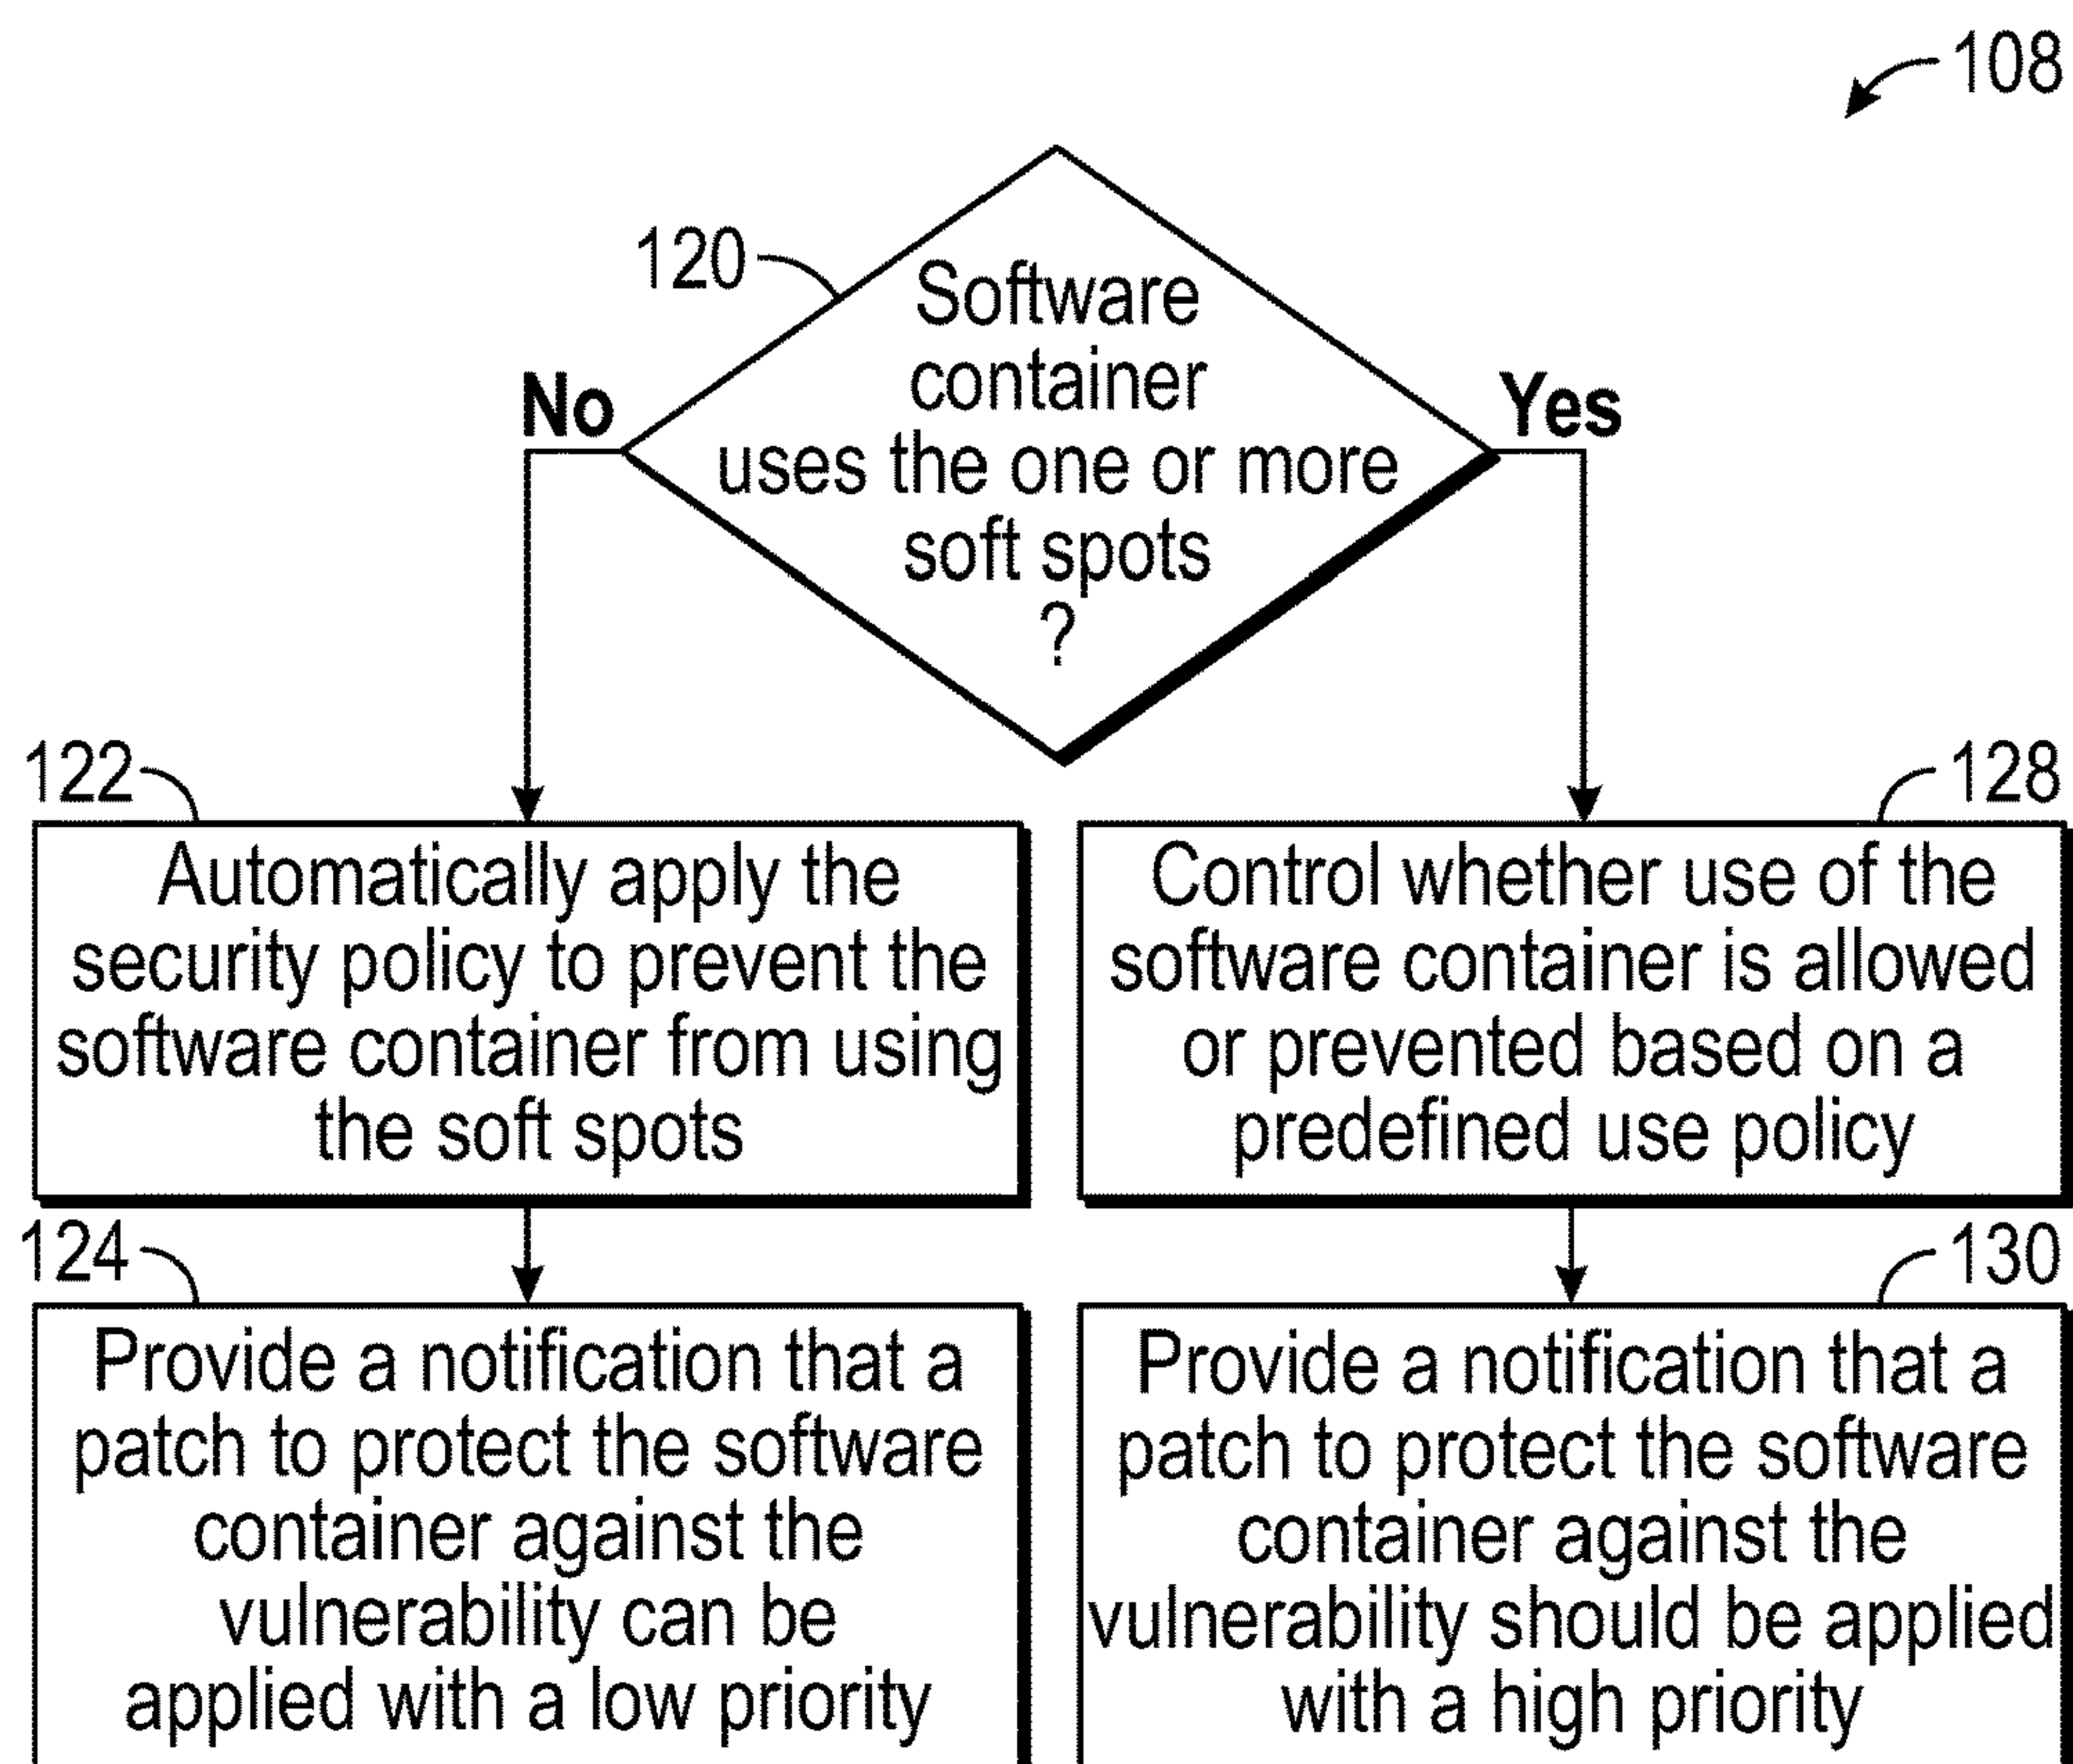 108
120
Software
container
uses the one or more
soft spots
?
No
Yes
122
Automatically apply the
security policy to prevent the
software container from using
the soft spots
128
Control whether use of the
software container is allowed
or prevented based on a
predefined use policy
124
Provide a notification that a
patch to protect the software
container against the
vulnerability can be
applied with a low priority
130
Provide a notification that a
patch to protect the software
container against the
vulnerability should be applied
with a high priority